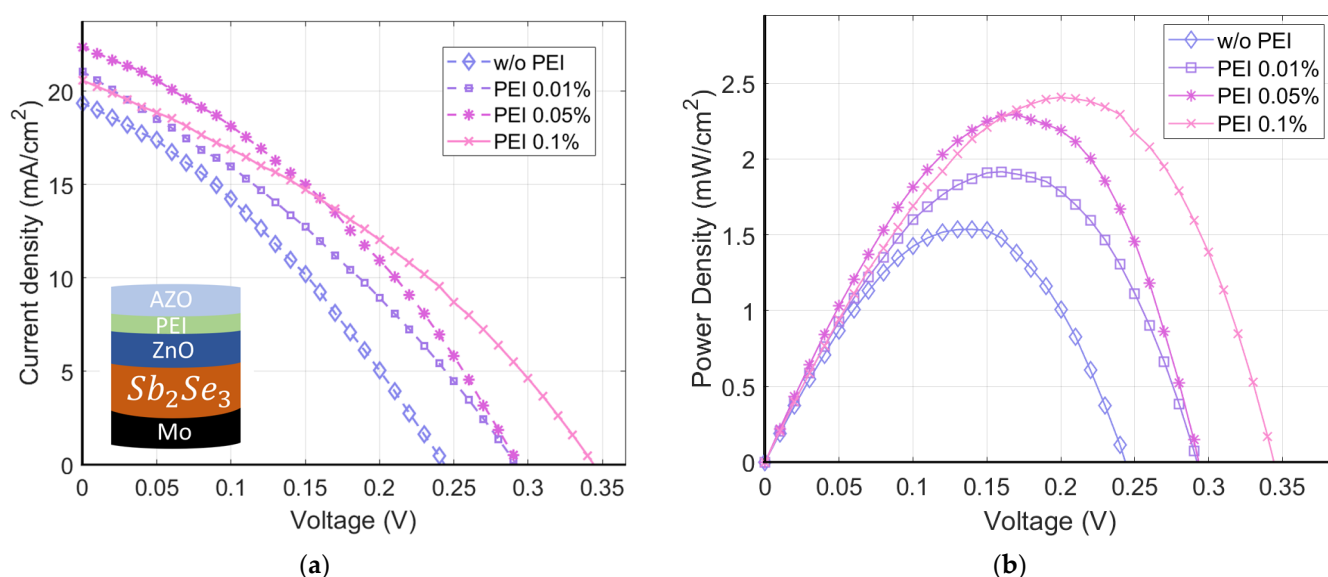 w/o PEI
PEI 0.01%
PEI 0.05%
PEI 0.1%
20
15
10
5
0
Current density (mA/cm²)
AZO
PEI
ZnO
Sb₂Se₃
Mo
0 0.05 0.1 0.15 0.2 0.25 0.3 0.35
Voltage (V)
(a)
w/o PEI
PEI 0.01%
PEI 0.05%
PEI 0.1%
2.5
2
1.5
1
0.5
0
Power Density (mW/cm²)
0 0.05 0.1 0.15 0.2 0.25 0.3 0.35
Voltage (V)
(b)